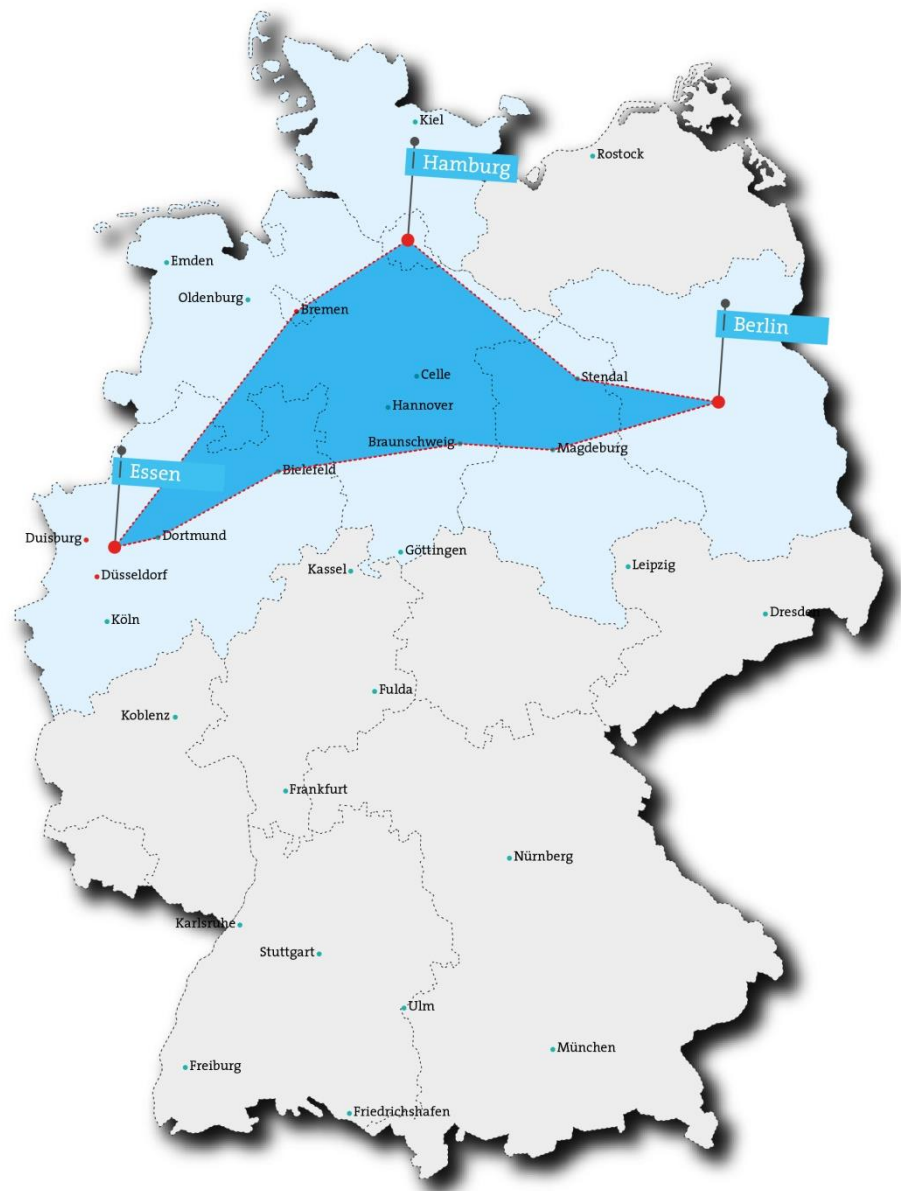 Kiel
Hamburg
Rostock
Emden
Oldenburg
Bremen
Berlin
Celle
Stendal
Hannover
Braunschweig
Magdeburg
Essen
Bielefeld
Duisburg
Dortmund
Göttingen
Kassel
Leipzig
Düsseldorf
Köln
Dresden
Fulda
Koblenz
Frankfurt
Nürnberg
Karlsruhe
Stuttgart
Ulm
München
Freiburg
Friedrichshafen